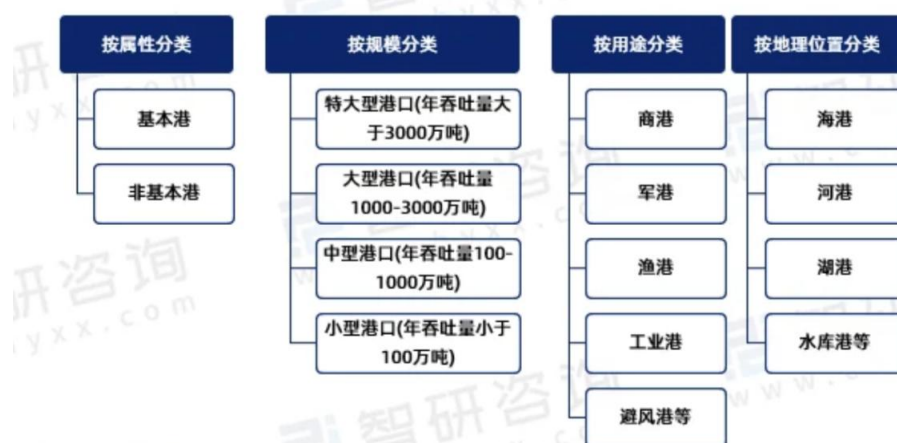 按属性分类
基本港
非基本港
按规模分类
特大型港口(年吞吐量大
于3000万吨)
大型港口(年吞吐量
1000-3000万吨)
中型港口(年吞吐量100-
1000万吨)
小型港口(年吞吐量小于
100万吨)
按用途分类
商港
军港
渔港
工业港
避风港等
按地理位置分类
海港
河港
湖港
水库港等
研咨询
yxx.com
智研咨询
www.